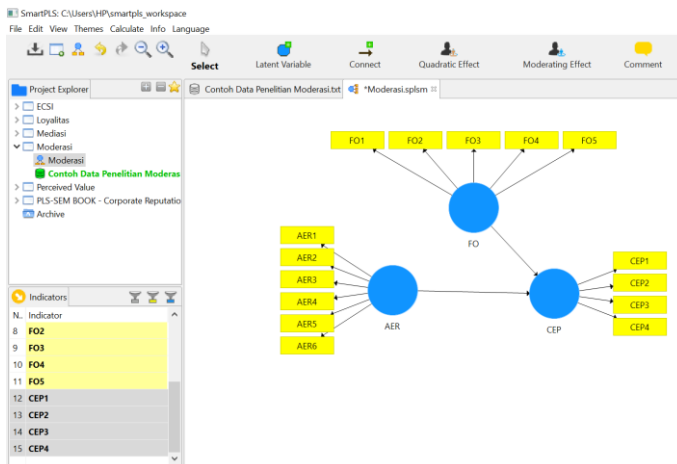 SmartPLS: C:\Users\HP\smartpls_workspace
File Edit View Themes Calculate Info Language
Select
Latent Variable
Connect
Quadratic Effect
Moderating Effect
Comment
Project Explorer
Contoh Data Penelitian Moderasi.txt
*Moderasi.splsm
ECSI
Loyalitas
Mediasi
Moderasi
Moderasi
Contoh Data Penelitian Moderas
Perceived Value
PLS-SEM BOOK - Corporate Reputatio
Archive
Indicators
N.. Indicator
8 FO2
9 FO3
10 FO4
11 FO5
12 CEP1
13 CEP2
14 CEP3
15 CEP4
FO1 FO2 FO3 FO4 FO5
FO
AER1
AER2
AER3
AER4
AER5
AER6
AER
CEP1
CEP2
CEP3
CEP4
CEP